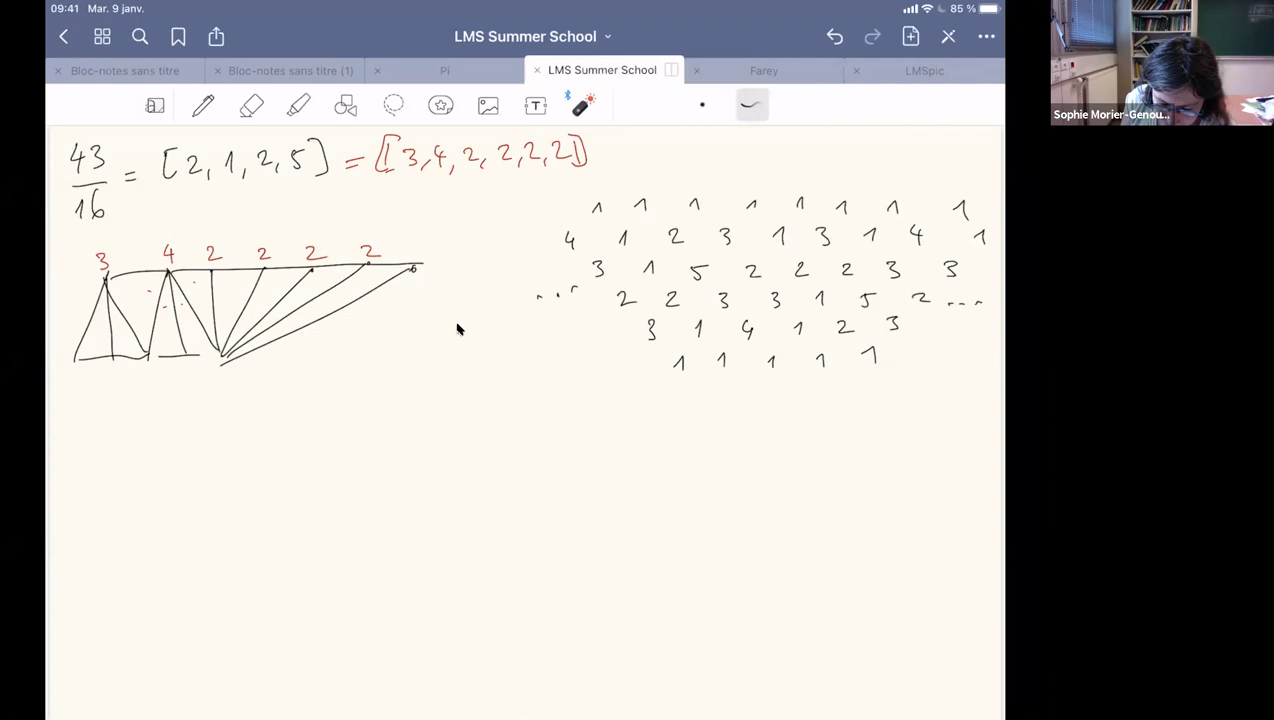 09:41 Mar. 9 janv.
85 %
LMS Summer School
Bloc-notes sans titre
Bloc-notes sans titre (1)
Pi
LMS Summer School
Farey
LMSpic
Sophie Morier-Genou...
43/16 = [2, 1, 2, 5] = [[3, 4, 2, 2, 2, 2]]
3 4 2 2 2 2
1 1 1 1 1 1 1 1
4 1 2 3 1 3 1 4 1
3 1 5 2 2 2 3 3
... 2 2 3 3 1 5 2 ...
3 1 4 1 2 3
1 1 1 1 1